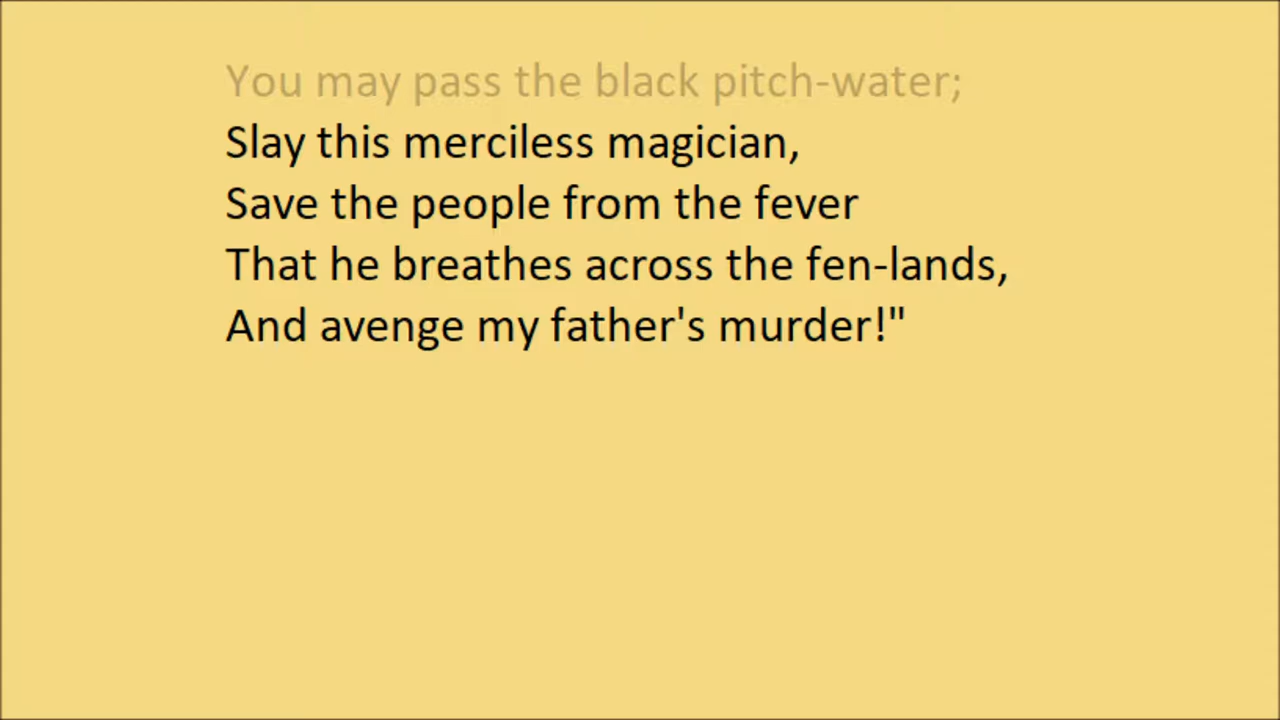 You may pass the black pitch-water;
Slay this merciless magician,
Save the people from the fever
That he breathes across the fen-lands,
And avenge my father's murder!"